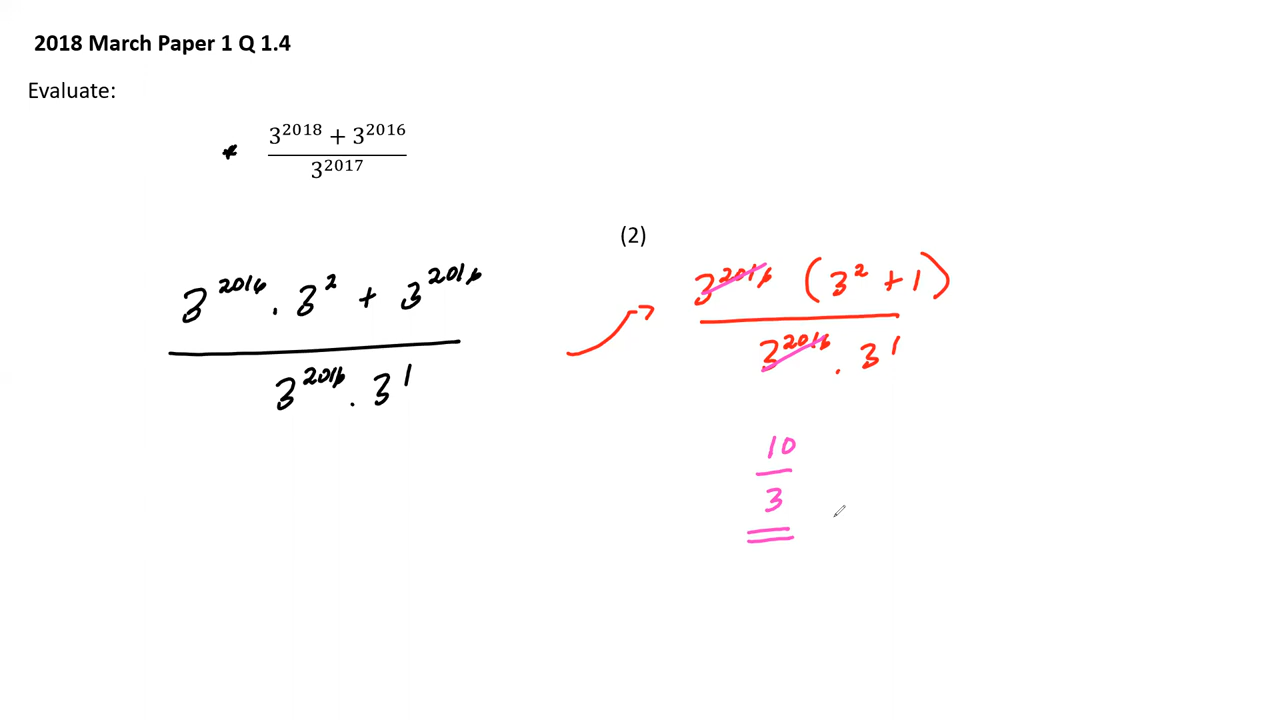 2018 March Paper 1 Q 1.4
Evaluate:
* (3^2018 + 3^2016) / 3^2017
(2)
3^2016 . 3^2 + 3^2016
3^2016 . 3^1
3^2016 (3^2 + 1)
3^2016 . 3^1
10
3